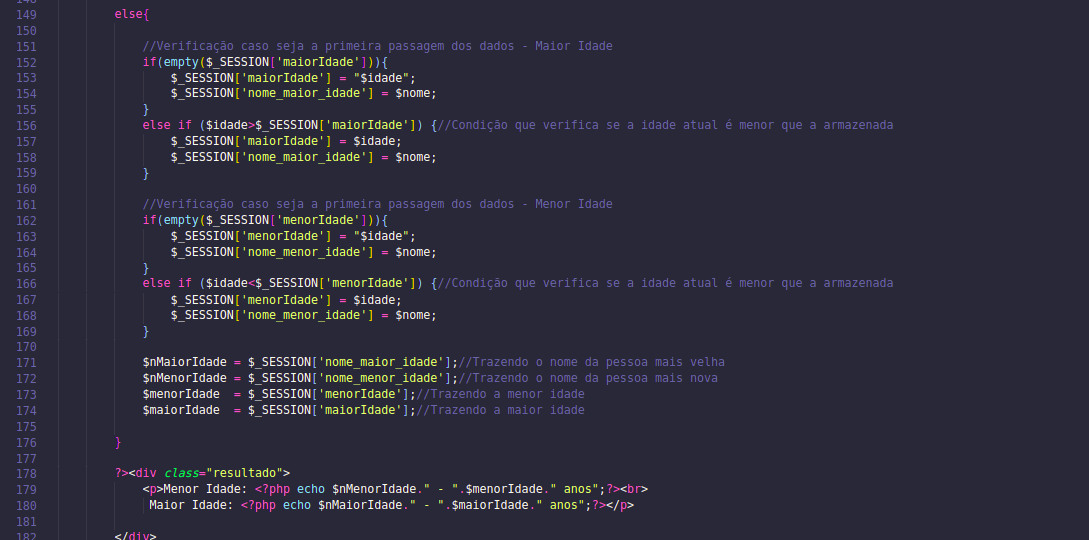 148
149 else{
150
151 //Verificação caso seja a primeira passagem dos dados - Maior Idade
152 if(empty($_SESSION['maiorIdade'])){
153 $_SESSION['maiorIdade'] = "$idade";
154 $_SESSION['nome_maior_idade'] = $nome;
155 }
156 else if ($idade>$_SESSION['maiorIdade']) {//Condição que verifica se a idade atual é menor que a armazenada
157 $_SESSION['maiorIdade'] = $idade;
158 $_SESSION['nome_maior_idade'] = $nome;
159 }
160
161 //Verificação caso seja a primeira passagem dos dados - Menor Idade
162 if(empty($_SESSION['menorIdade'])){
163 $_SESSION['menorIdade'] = "$idade";
164 $_SESSION['nome_menor_idade'] = $nome;
165 }
166 else if ($idade<$_SESSION['menorIdade']) {//Condição que verifica se a idade atual é menor que a armazenada
167 $_SESSION['menorIdade'] = $idade;
168 $_SESSION['nome_menor_idade'] = $nome;
169 }
170
171 $nMaiorIdade = $_SESSION['nome_maior_idade'];//Trazendo o nome da pessoa mais velha
172 $nMenorIdade = $_SESSION['nome_menor_idade'];//Trazendo o nome da pessoa mais nova
173 $menorIdade  = $_SESSION['menorIdade'];//Trazendo a menor idade
174 $maiorIdade  = $_SESSION['maiorIdade'];//Trazendo a maior idade
175
176 }
177
178 ?><div class="resultado">
179 <p>Menor Idade: <?php echo $nMenorIdade." - ".$menorIdade." anos";?><br>
180 Maior Idade: <?php echo $nMaiorIdade." - ".$maiorIdade." anos";?></p>
181
182 </div>